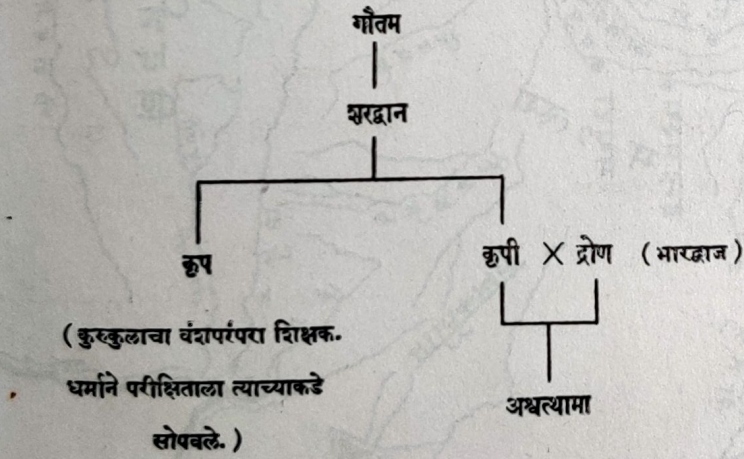 गौतम
शरद्वान
कृप
कृपी X द्रोण (भारद्वाज)
(कुरुकुलाचा वंशपरंपरा शिक्षक.
धर्माने परीक्षिताला त्याच्याकडे
सोपवले.)
अश्वत्थामा